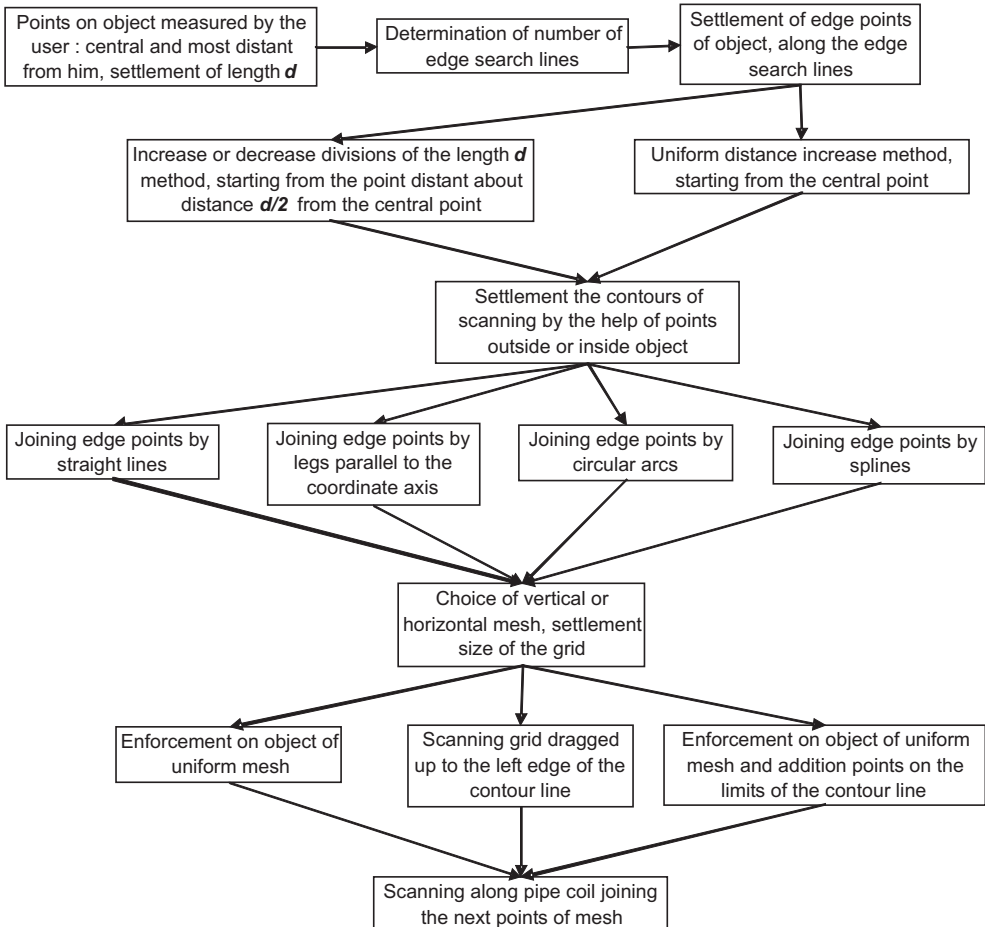 Points on object measured by the
user : central and most distant
from him, settlement of length d
Determination of number of
edge search lines
Settlement of edge points
of object, along the edge
search lines
Increase or decrease divisions of the length d
method, starting from the point distant about
distance d/2 from the central point
Uniform distance increase method,
starting from the central point
Settlement the contours of
scanning by the help of points
outside or inside object
Joining edge points by
straight lines
Joining edge points by
legs parallel to the
coordinate axis
Joining edge points by
circular arcs
Joining edge points by
splines
Choice of vertical or
horizontal mesh, settlement
size of the grid
Enforcement on object of
uniform mesh
Scanning grid dragged
up to the left edge of the
contour line
Enforcement on object of uniform
mesh and addition points on the
limits of the contour line
Scanning along pipe coil joining
the next points of mesh